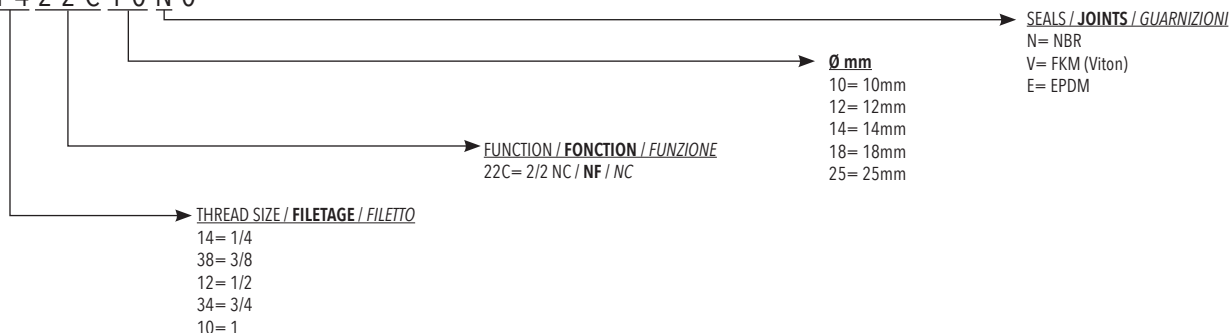 SEALS / JOINTS / GUARNIZIONI
N= NBR
V= FKM (Viton)
E= EPDM
Ø mm
10= 10mm
12= 12mm
14= 14mm
18= 18mm
25= 25mm
FUNCTION / FONCTION / FUNZIONE
22C= 2/2 NC / NF / NC
THREAD SIZE / FILETAGE / FILETTO
14= 1/4
38= 3/8
12= 1/2
34= 3/4
10= 1